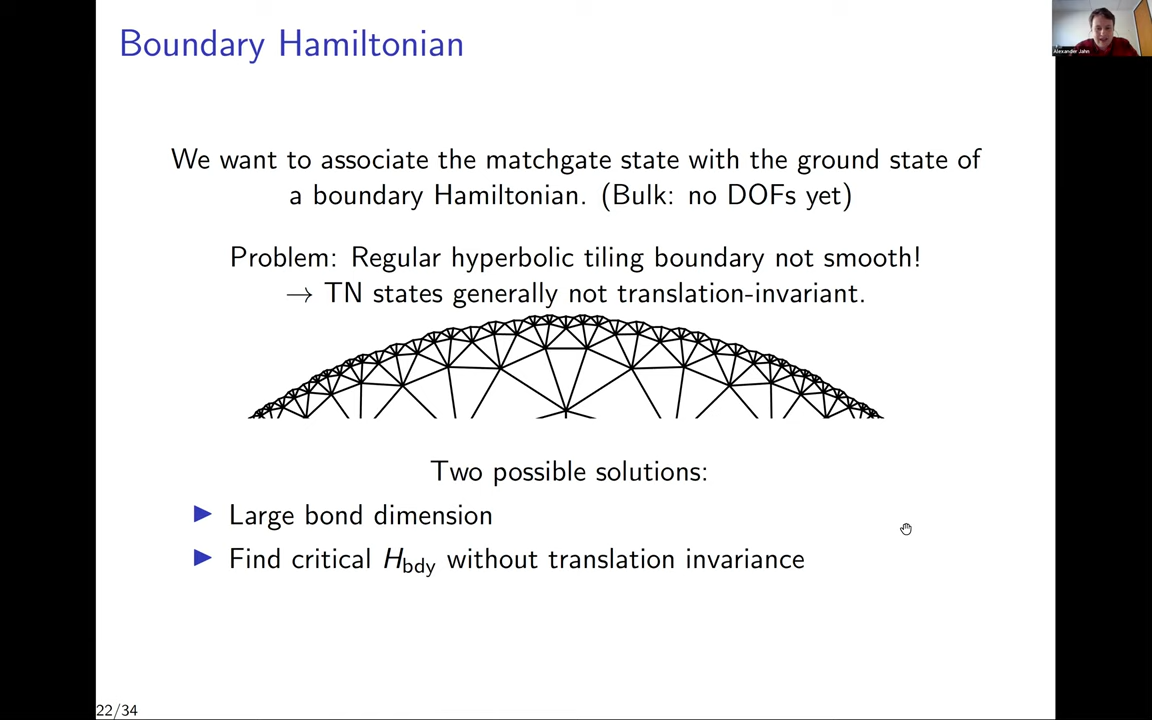 Boundary Hamiltonian
Alexander Jahn
We want to associate the matchgate state with the ground state of
a boundary Hamiltonian. (Bulk: no DOFs yet)
Problem: Regular hyperbolic tiling boundary not smooth!
→ TN states generally not translation-invariant.
Two possible solutions:
▶ Large bond dimension
▶ Find critical H_bdy without translation invariance
22/34